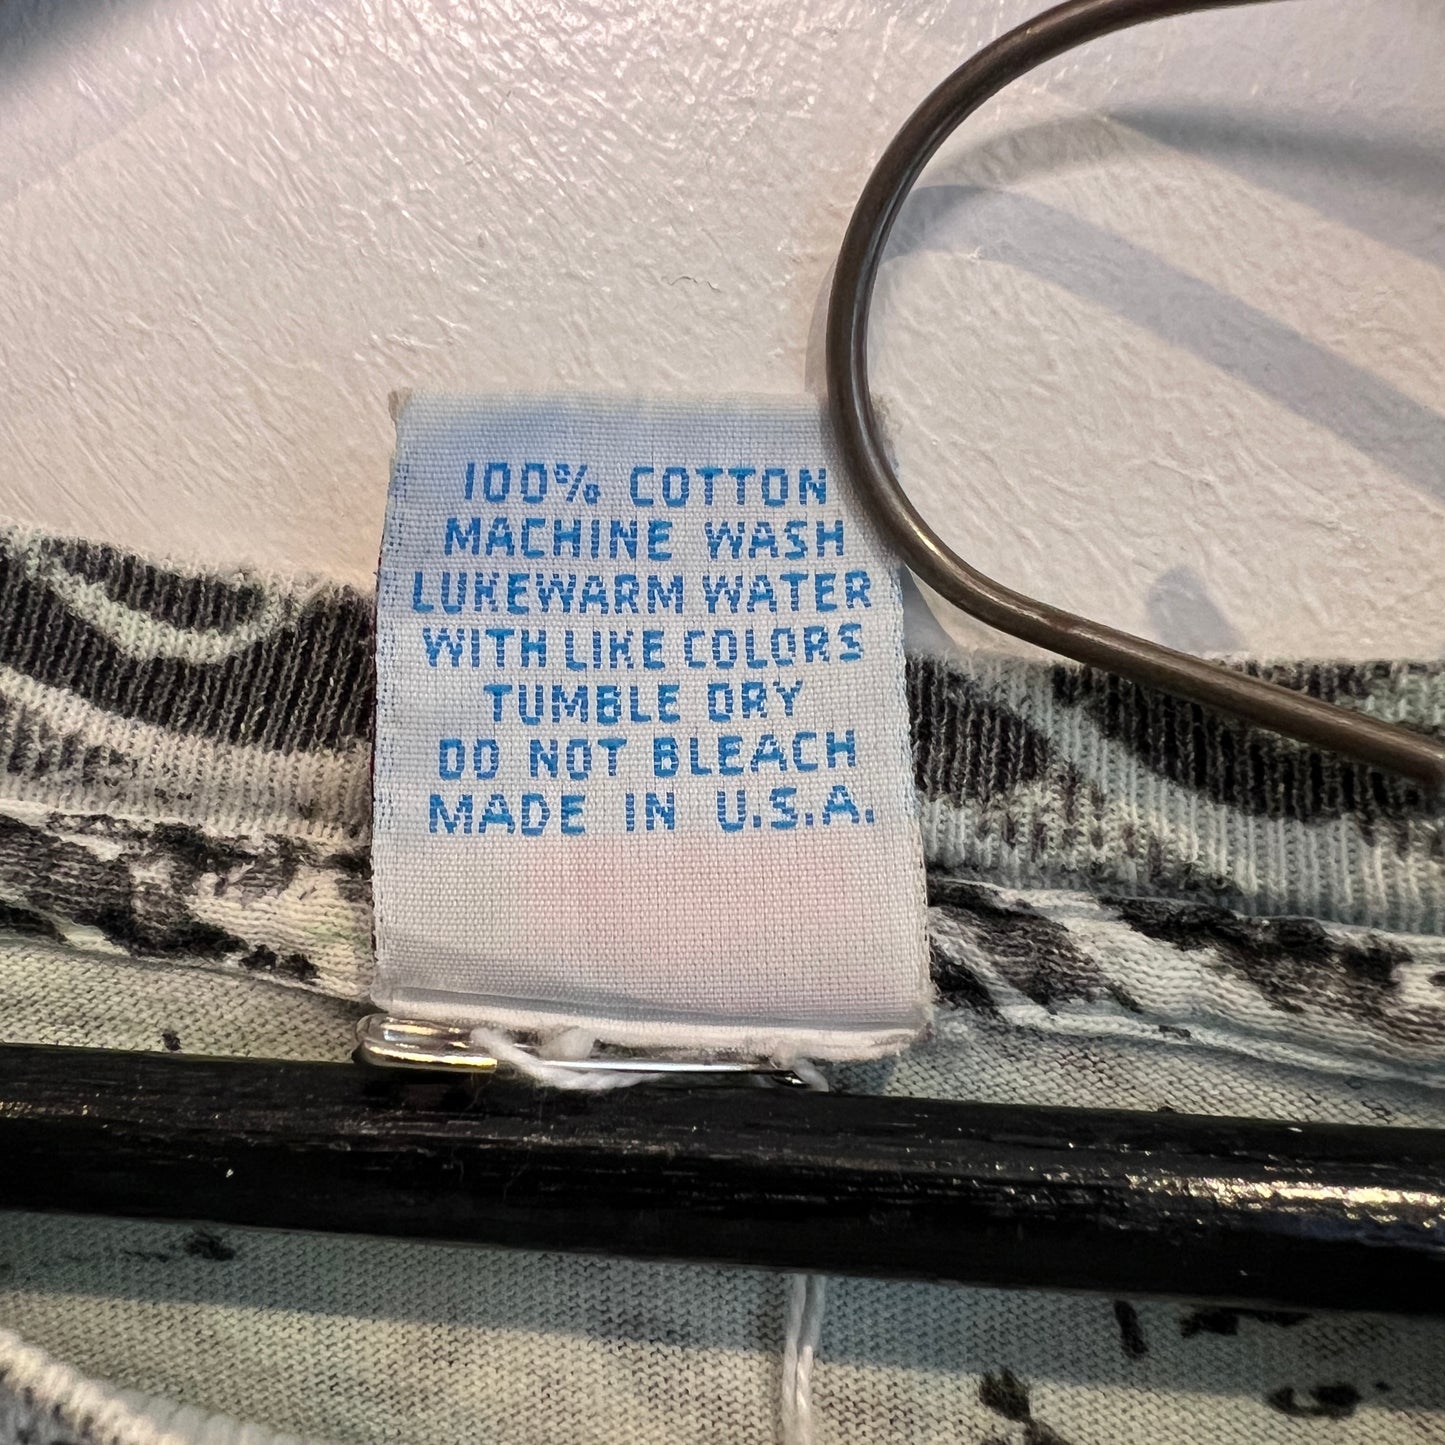 100% COTTON
MACHINE WASH
LUKEWARM WATER
WITH LIKE COLORS
TUMBLE DRY
DO NOT BLEACH
MADE IN U.S.A.